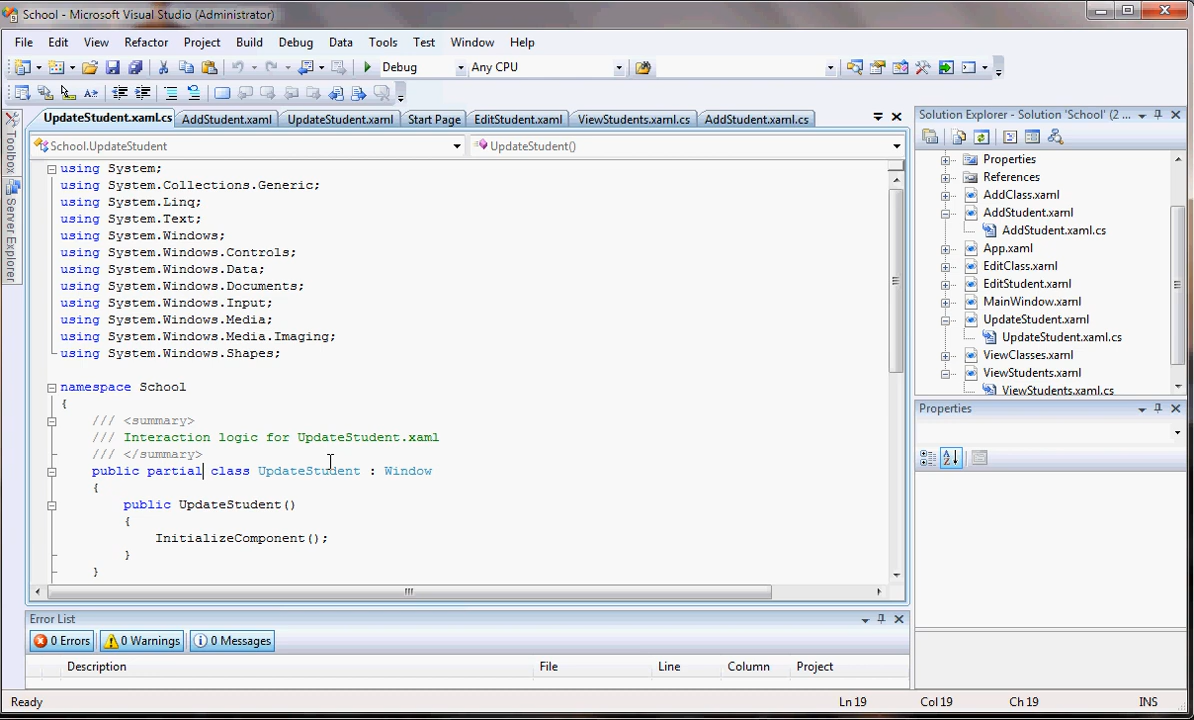 School - Microsoft Visual Studio (Administrator)
File Edit View Refactor Project Build Debug Data Tools Test Window Help
Debug Any CPU
UpdateStudent.xaml.cs AddStudent.xaml UpdateStudent.xaml Start Page EditStudent.xaml ViewStudents.xaml.cs AddStudent.xaml.cs
School.UpdateStudent UpdateStudent()
Toolbox
Server Explorer
using System;
using System.Collections.Generic;
using System.Linq;
using System.Text;
using System.Windows;
using System.Windows.Controls;
using System.Windows.Data;
using System.Windows.Documents;
using System.Windows.Input;
using System.Windows.Media;
using System.Windows.Media.Imaging;
using System.Windows.Shapes;
namespace School
{
/// <summary>
/// Interaction logic for UpdateStudent.xaml
/// </summary>
public partial class UpdateStudent : Window
{
public UpdateStudent()
{
InitializeComponent();
}
}
Solution Explorer - Solution 'School' (2 ...
Properties
References
AddClass.xaml
AddStudent.xaml
AddStudent.xaml.cs
App.xaml
EditClass.xaml
EditStudent.xaml
MainWindow.xaml
UpdateStudent.xaml
UpdateStudent.xaml.cs
ViewClasses.xaml
ViewStudents.xaml
ViewStudents.xaml.cs
Properties
Error List
0 Errors 0 Warnings 0 Messages
Description File Line Column Project
Ready Ln 19 Col 19 Ch 19 INS